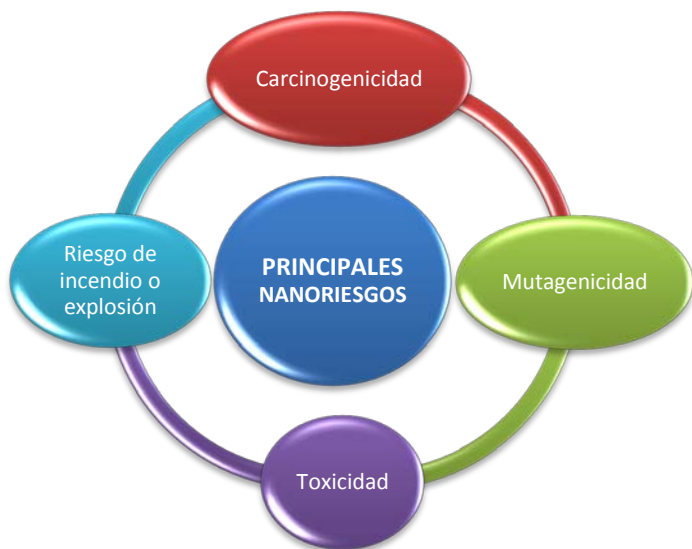 Carcinogenicidad
Riesgo de
incendio o
explosión
PRINCIPALES
NANORIESGOS
Mutagenicidad
Toxicidad